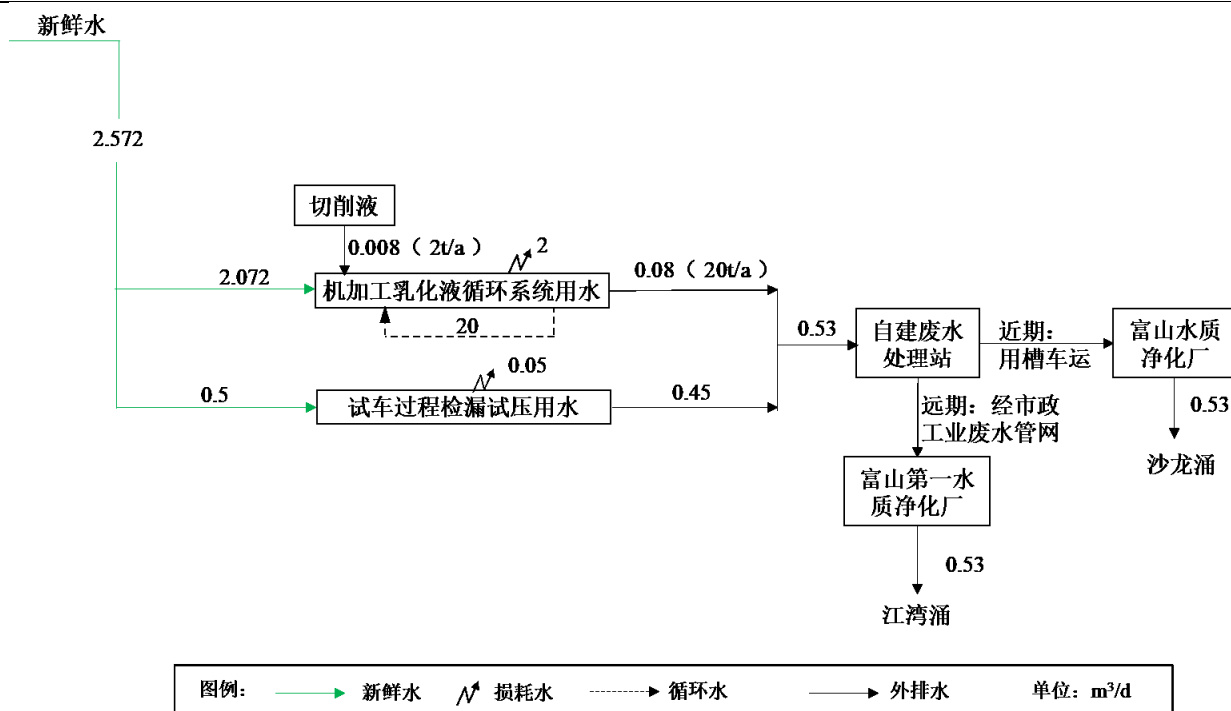 新鲜水
2.572
切削液
0.008（2t/a）
2
2.072
机加工乳化液循环系统用水
0.08（20t/a）
20
0.53
自建废水
处理站
近期：
用槽车运
富山水质
净化厂
0.05
0.5
试车过程检漏试压用水
0.45
远期：经市政
工业废水管网
0.53
沙龙涌
富山第一水
质净化厂
0.53
江湾涌
图例： 新鲜水 损耗水 循环水 外排水 单位：m³/d